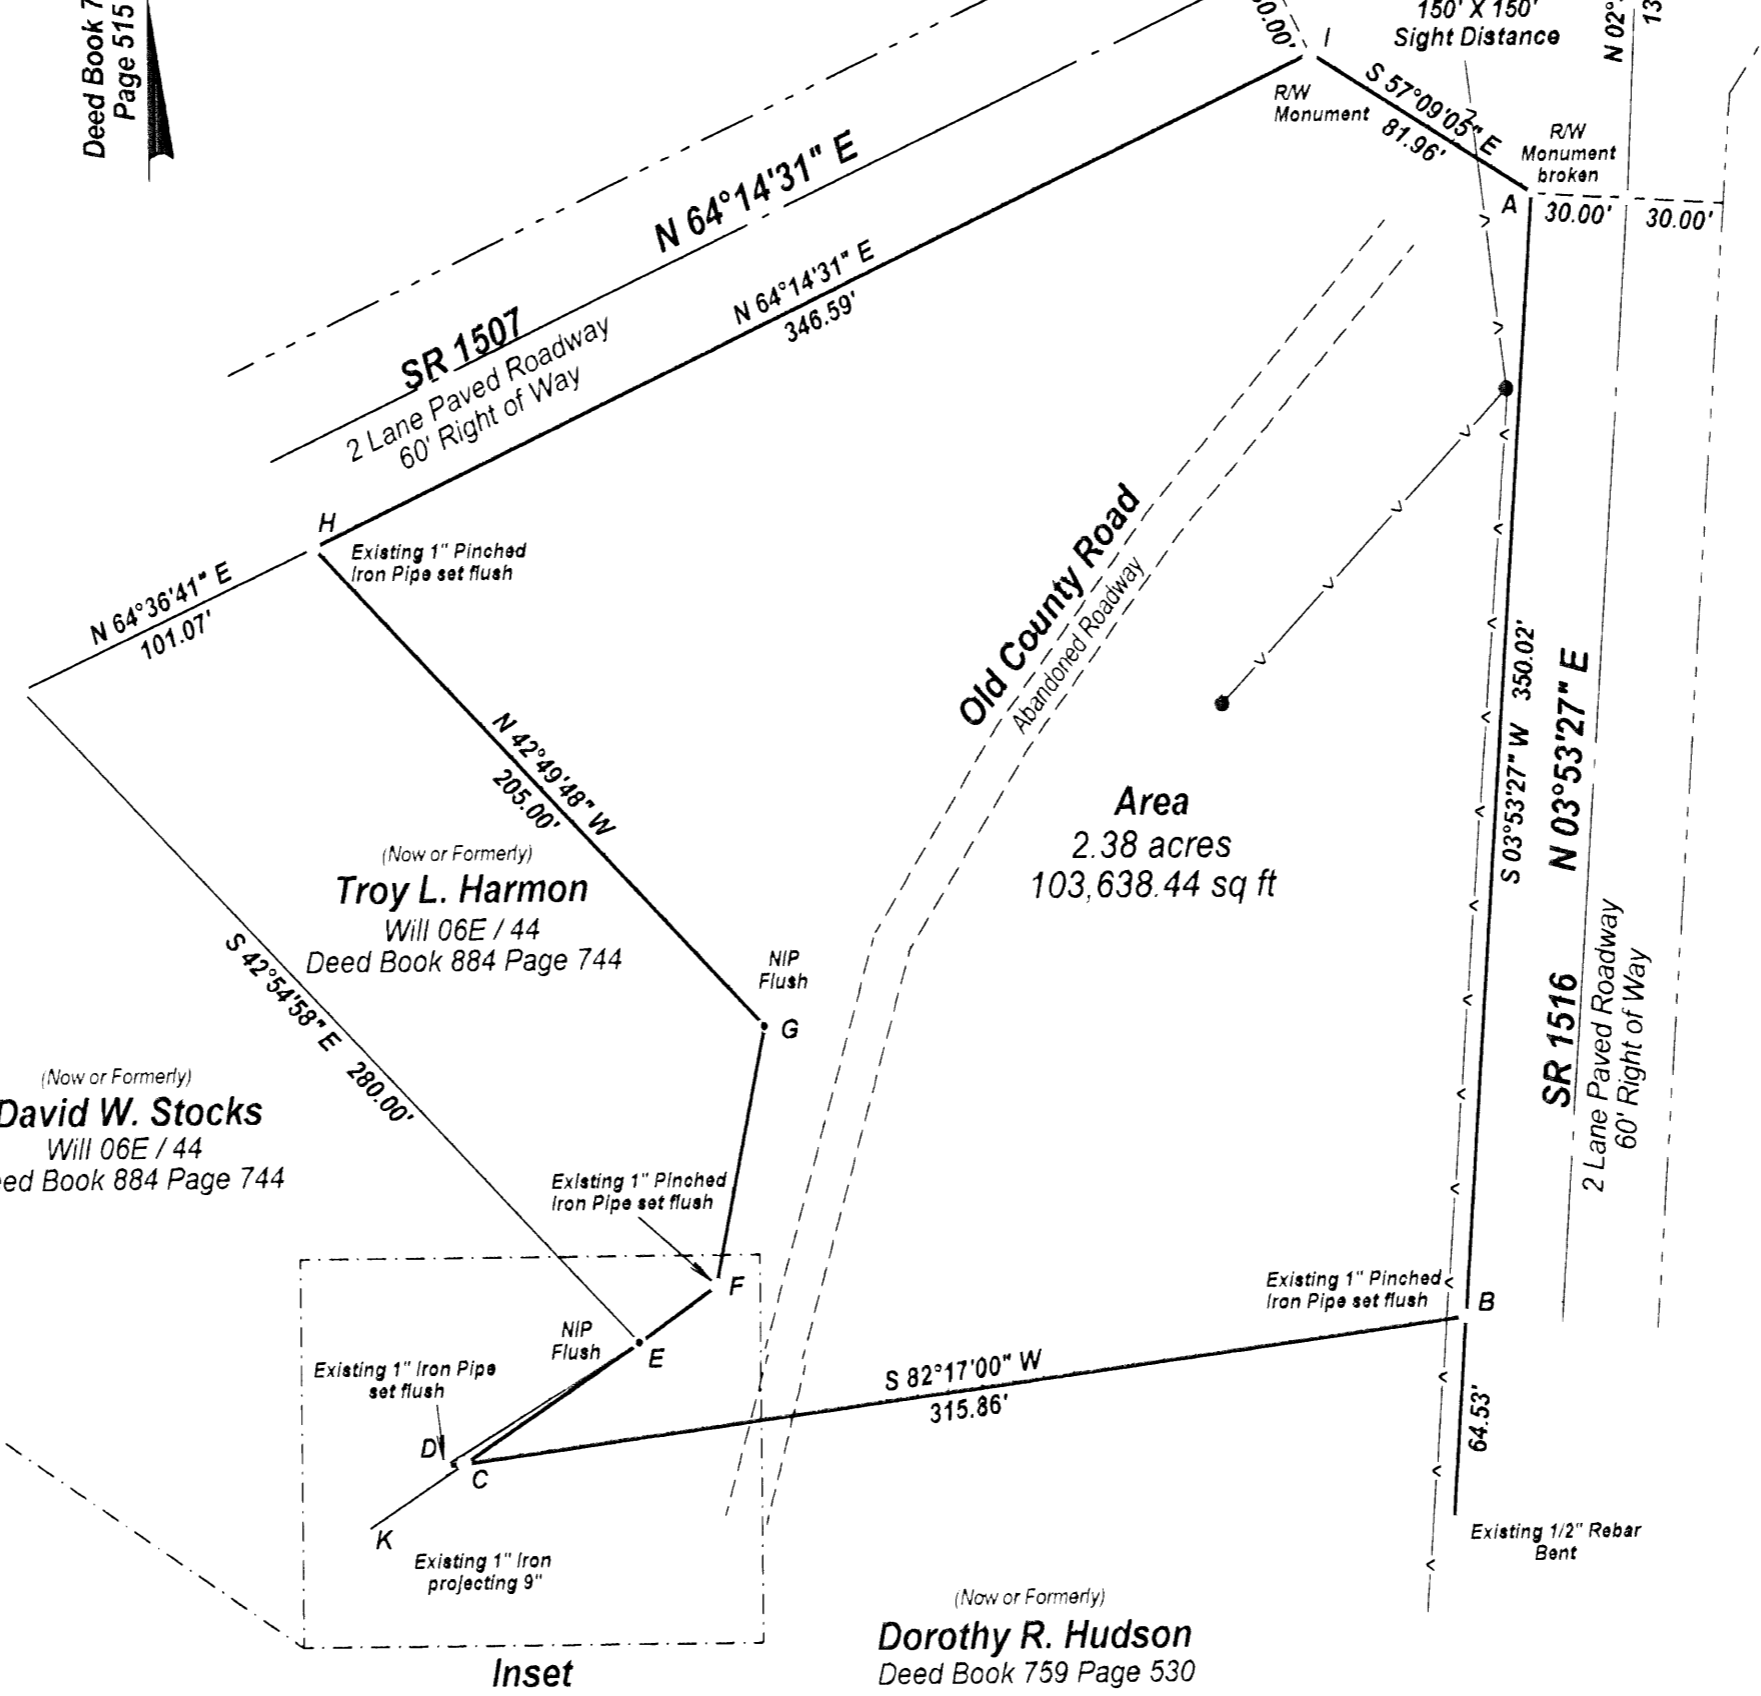 Deed Book 7
Page 515
30.00'
I
150' X 150'
Sight Distance
N 02°
13
S 57°09'05" E
81.96'
R/W
Monument
R/W
Monument
broken
A
30.00'
30.00'
N 64°14'31" E
N 64°14'31" E
346.59'
SR 1507
2 Lane Paved Roadway
60' Right of Way
H
Existing 1" Pinched
Iron Pipe set flush
N 64°36'41" E
101.07'
Old County Road
Abandoned Roadway
N 42°49'48" W
205.00'
Area
2.38 acres
103,638.44 sq ft
S 03°53'27" W 350.02'
N 03°53'27" E
SR 1516
2 Lane Paved Roadway
60' Right of Way
(Now or Formerly)
Troy L. Harmon
Will 06E / 44
Deed Book 884 Page 744
NIP
Flush
G
S 42°54'58" E 280.00'
(Now or Formerly)
David W. Stocks
Will 06E / 44
eed Book 884 Page 744
Existing 1" Pinched
Iron Pipe set flush
F
Existing 1" Pinched
Iron Pipe set flush
B
NIP
Flush
E
Existing 1" Iron Pipe
set flush
D
C
S 82°17'00" W
315.86'
64.53'
K
Existing 1" Iron
projecting 9"
Existing 1/2" Rebar
Bent
Inset
(Now or Formerly)
Dorothy R. Hudson
Deed Book 759 Page 530